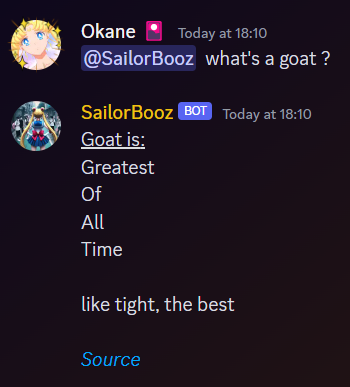 Okane Today at 18:10
@SailorBooz what's a goat ?
SailorBooz BOT Today at 18:10
Goat is:
Greatest
Of
All
Time
like tight, the best
Source